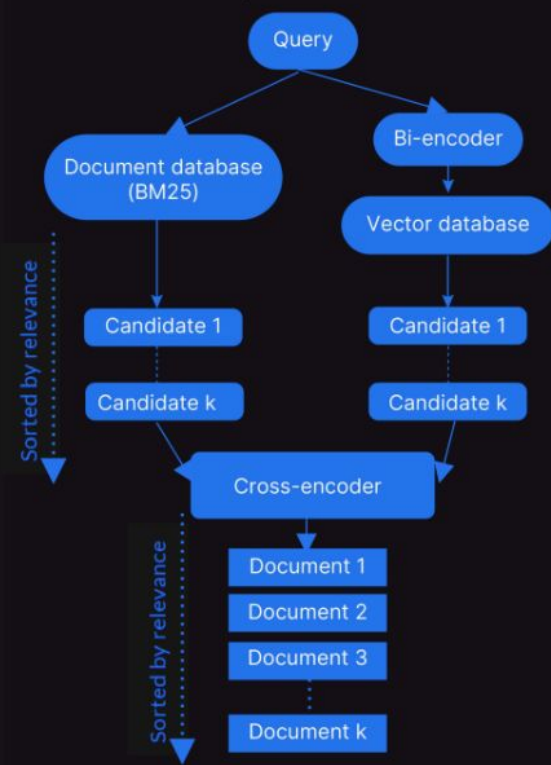 Query
Document database
(BM25)
Bi-encoder
Vector database
Sorted by relevance
Candidate 1
Candidate 1
Candidate k
Candidate k
Cross-encoder
Sorted by relevance
Document 1
Document 2
Document 3
Document k